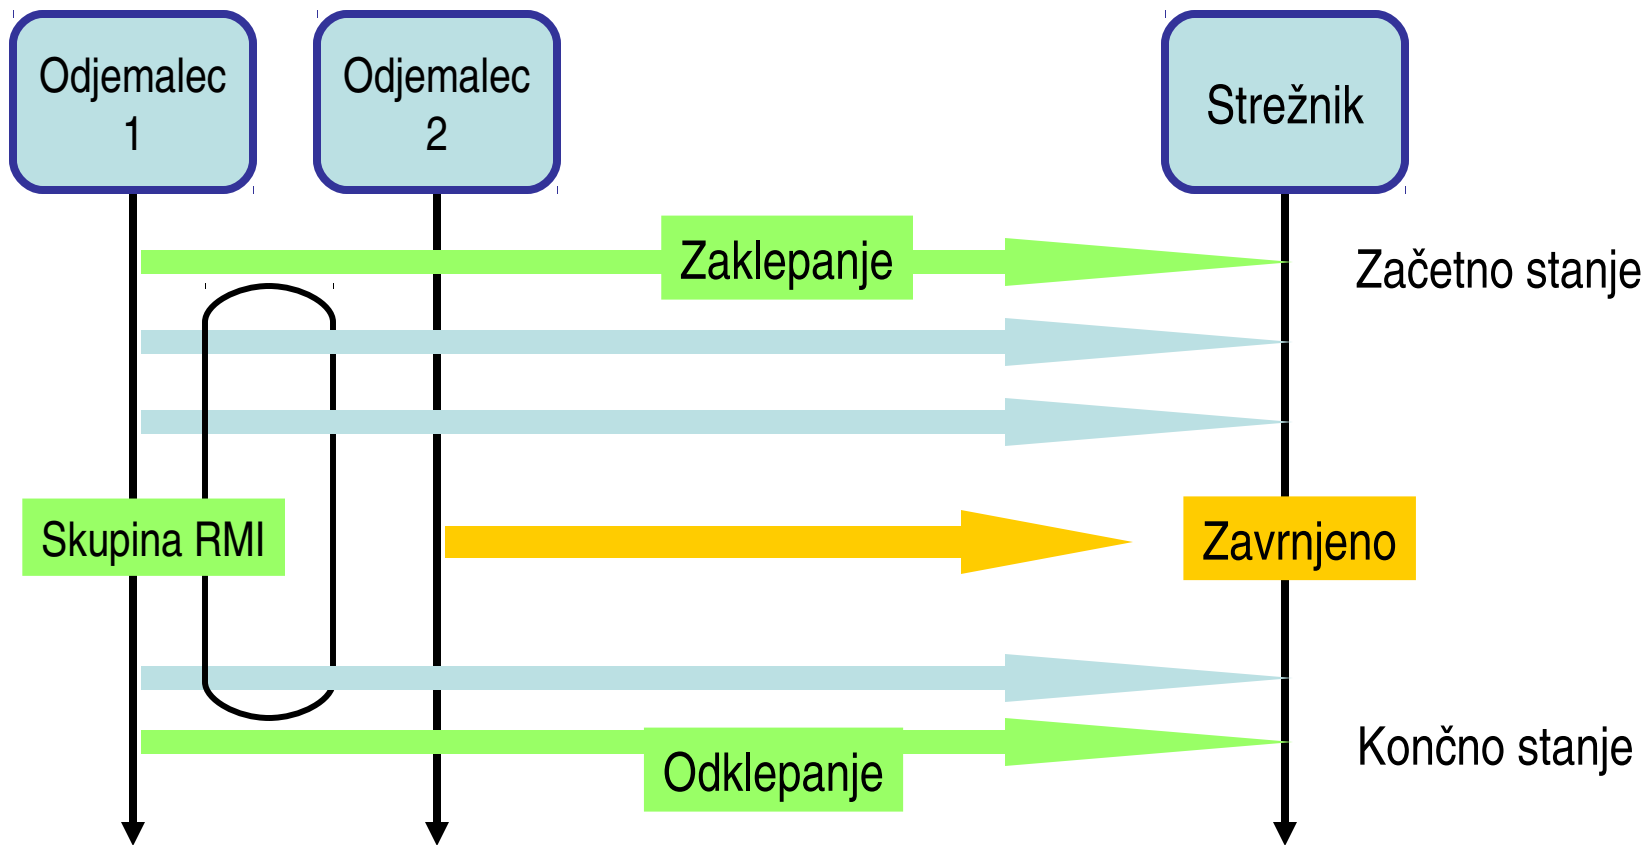 Odjemalec
1
Odjemalec
2
Strežnik
Zaklepanje
Začetno stanje
Skupina RMI
Zavrnjeno
Odklepanje
Končno stanje